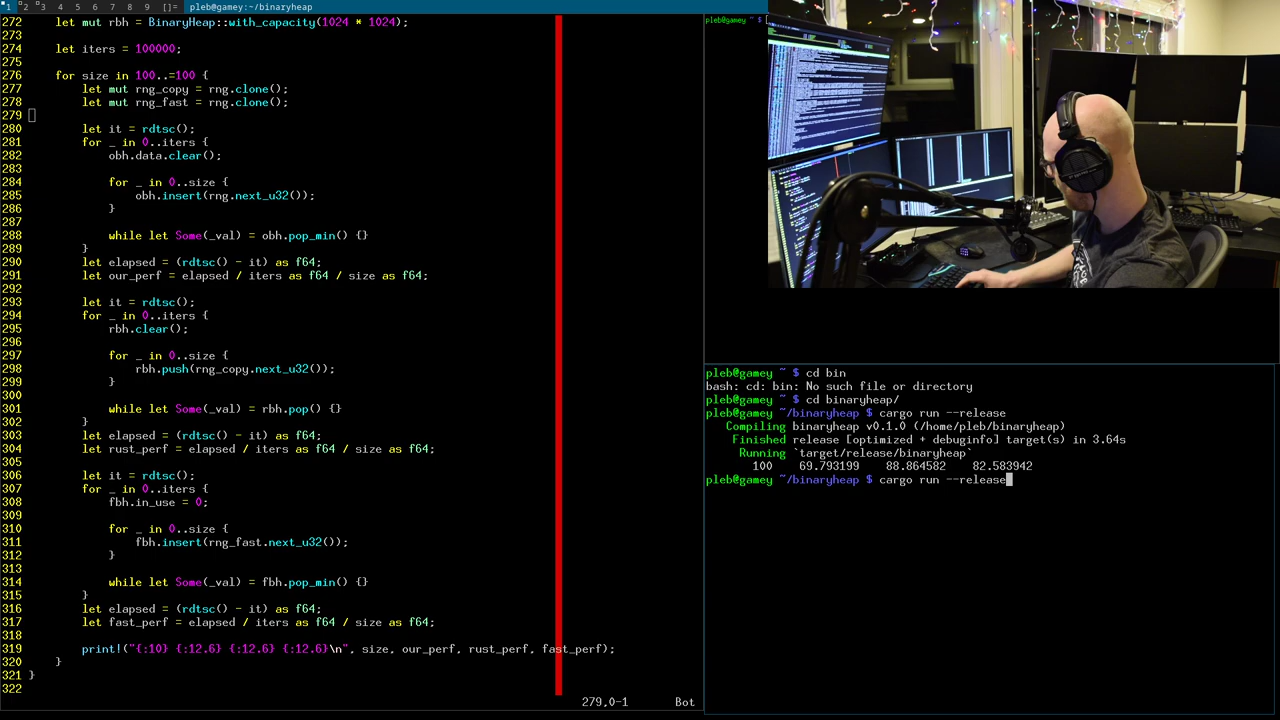 1 2 3 4 5 6 7 8 9 []= pleb@gamey:~/binaryheap
272     let mut rbh = BinaryHeap::with_capacity(1024 * 1024);
273
274     let iters = 100000;
275
276     for size in 100..=100 {
277         let mut rng_copy = rng.clone();
278         let mut rng_fast = rng.clone();
279
280         let it = rdtsc();
281         for _ in 0..iters {
282             obh.data.clear();
283
284             for _ in 0..size {
285                 obh.insert(rng.next_u32());
286             }
287
288             while let Some(_val) = obh.pop_min() {}
289         }
290         let elapsed = (rdtsc() - it) as f64;
291         let our_perf = elapsed / iters as f64 / size as f64;
292
293         let it = rdtsc();
294         for _ in 0..iters {
295             rbh.clear();
296
297             for _ in 0..size {
298                 rbh.push(rng_copy.next_u32());
299             }
300
301             while let Some(_val) = rbh.pop() {}
302         }
303         let elapsed = (rdtsc() - it) as f64;
304         let rust_perf = elapsed / iters as f64 / size as f64;
305
306         let it = rdtsc();
307         for _ in 0..iters {
308             fbh.in_use = 0;
309
310             for _ in 0..size {
311                 fbh.insert(rng_fast.next_u32());
312             }
313
314             while let Some(_val) = fbh.pop_min() {}
315         }
316         let elapsed = (rdtsc() - it) as f64;
317         let fast_perf = elapsed / iters as f64 / size as f64;
318
319         print!("{:10} {:12.6} {:12.6} {:12.6}\n", size, our_perf, rust_perf, fast_perf);
320     }
321 }
322
279,0-1 Bot
pleb@gamey ~ $
pleb@gamey ~ $ cd bin
bash: cd: bin: No such file or directory
pleb@gamey ~ $ cd binaryheap/
pleb@gamey ~/binaryheap $ cargo run --release
   Compiling binaryheap v0.1.0 (/home/pleb/binaryheap)
    Finished release [optimized + debuginfo] target(s) in 3.64s
     Running `target/release/binaryheap`
       100    69.793199    88.864582    82.583942
pleb@gamey ~/binaryheap $ cargo run --release